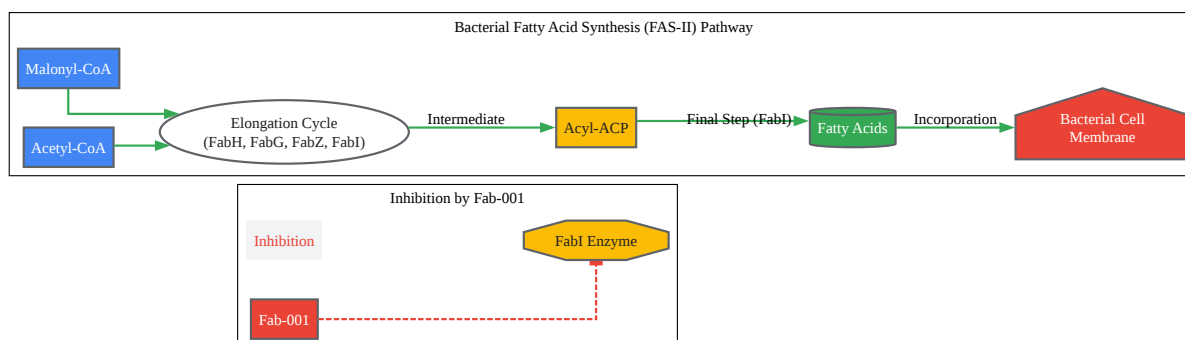 Bacterial Fatty Acid Synthesis (FAS-II) Pathway
Malonyl-CoA
Acetyl-CoA
Elongation Cycle
(FabH, FabG, FabZ, FabI)
Intermediate
Acyl-ACP
Final Step (FabI)
Fatty Acids
Incorporation
Bacterial Cell
Membrane
Inhibition by Fab-001
Inhibition
FabI Enzyme
Fab-001